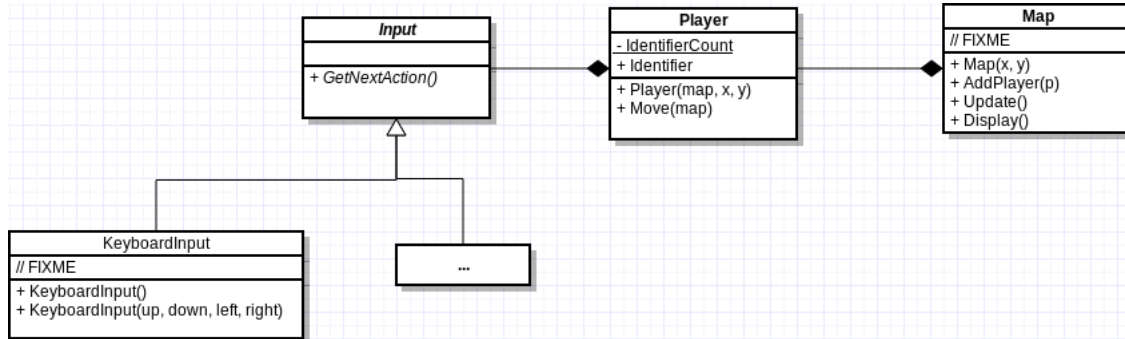 Input
+ GetNextAction()
Player
- IdentifierCount
+ Identifier
+ Player(map, x, y)
+ Move(map)
Map
// FIXME
+ Map(x, y)
+ AddPlayer(p)
+ Update()
+ Display()
KeyboardInput
// FIXME
+ KeyboardInput()
+ KeyboardInput(up, down, left, right)
...